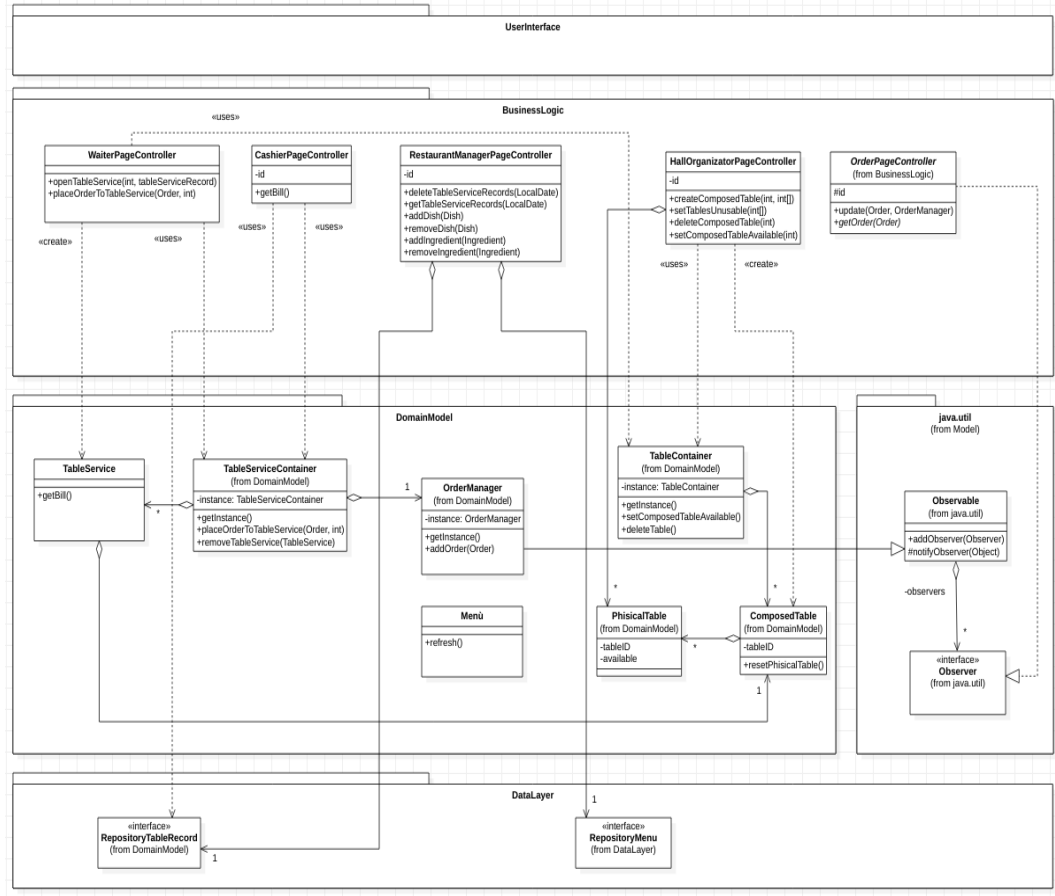 UserInterface
BusinessLogic
«uses»
WaiterPageController
+openTableService(int, tableServiceRecord)
+placeOrderToTableService(Order, int)
CashierPageController
-id
+getBill()
RestaurantManagerPageController
-id
+deleteTableServiceRecords(LocalDate)
+getTableServiceRecords(LocalDate)
+addDish(Dish)
+removeDish(Dish)
+addIngredient(Ingredient)
+removeIngredient(Ingredient)
HallOrganizatorPageController
-id
+createComposedTable(int, int[])
+setTablesUnusable(int[])
+deleteComposedTable(int)
+setComposedTableAvailable(int)
OrderPageController
(from BusinessLogic)
#id
+update(Order, OrderManager)
+getOrder(Order)
«create»
«uses»
«uses»
«uses»
«uses»
«create»
DomainModel
java.util
(from Model)
TableService
+getBill()
TableServiceContainer
(from DomainModel)
-instance: TableServiceContainer
+getInstance()
+placeOrderToTableService(Order, int)
+removeTableService(TableService)
*
1
OrderManager
(from DomainModel)
-instance: OrderManager
+getInstance()
+addOrder(Order)
TableContainer
(from DomainModel)
-instance: TableContainer
+getInstance()
+setComposedTableAvailable()
+deleteTable()
Observable
(from java.util)
+addObserver(Observer)
#notifyObserver(Object)
-observers
*
Menù
+refresh()
*
PhisicalTable
(from DomainModel)
-tableID
-available
*
*
ComposedTable
(from DomainModel)
-tableID
+resetPhisicalTable()
1
«interface»
Observer
(from java.util)
DataLayer
«interface»
RepositoryTableRecord
(from DomainModel)
1
1
«interface»
RepositoryMenu
(from DataLayer)